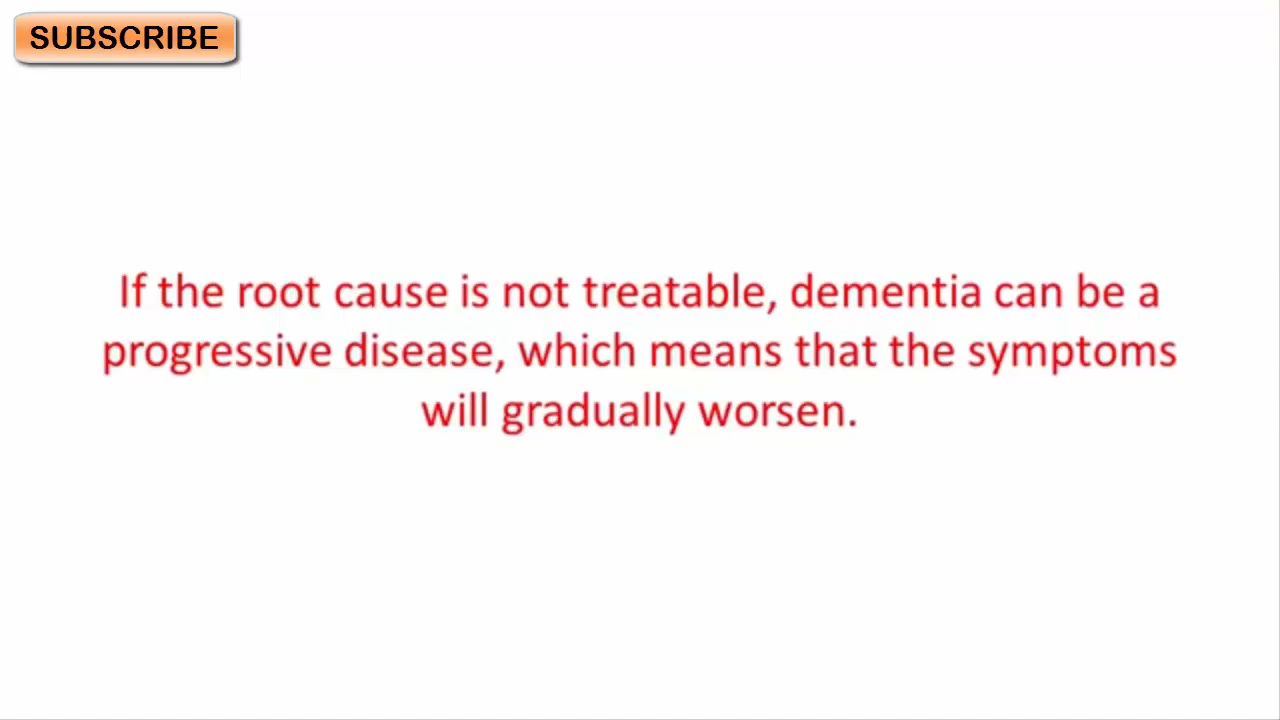 SUBSCRIBE
If the root cause is not treatable, dementia can be a
progressive disease, which means that the symptoms
will gradually worsen.